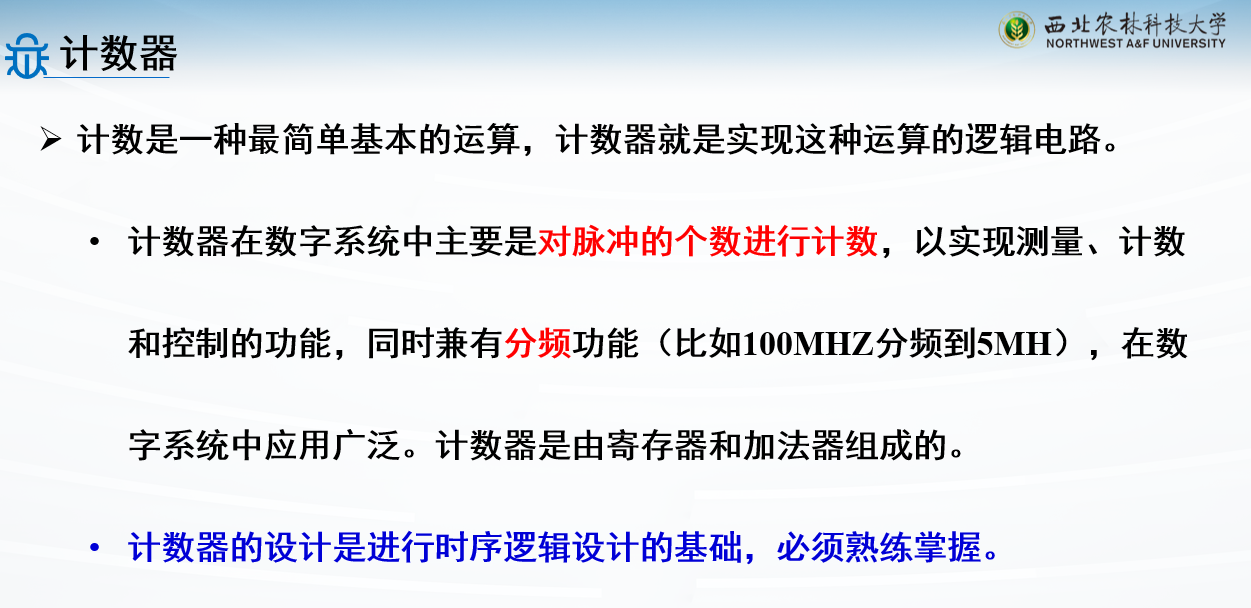 计数器
西北农林科技大学
NORTHWEST A&F UNIVERSITY
➢ 计数是一种最简单基本的运算，计数器就是实现这种运算的逻辑电路。
• 计数器在数字系统中主要是对脉冲的个数进行计数，以实现测量、计数
和控制的功能，同时兼有分频功能（比如100MHZ分频到5MH），在数
字系统中应用广泛。计数器是由寄存器和加法器组成的。
• 计数器的设计是进行时序逻辑设计的基础，必须熟练掌握。